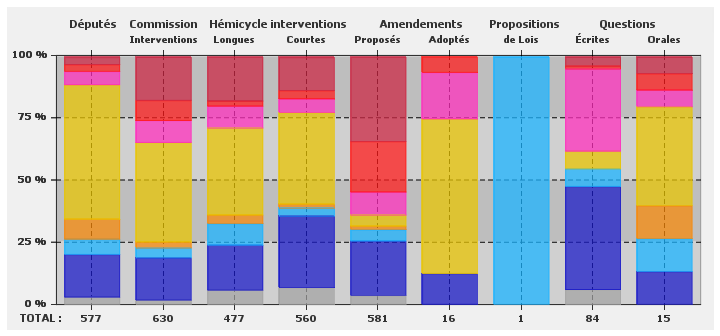 Députés Commission Hémicycle interventions Amendements Propositions Questions
Interventions Longues Courtes Proposés Adoptés de Lois Écrites Orales
100 %
75 %
50 %
25 %
0 %
TOTAL : 577 630 477 560 581 16 1 84 15